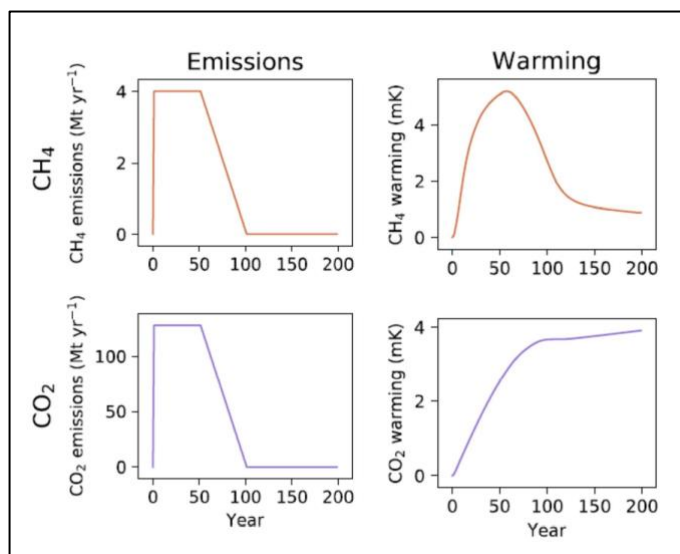 Emissions
Warming
CH₄
CH₄ emissions (Mt yr⁻¹)
4
2
0
0 50 100 150 200
CH₄ warming (mK)
4
2
0
0 50 100 150 200
CO₂
CO₂ emissions (Mt yr⁻¹)
100
50
0
0 50 100 150 200
Year
CO₂ warming (mK)
4
2
0
0 50 100 150 200
Year